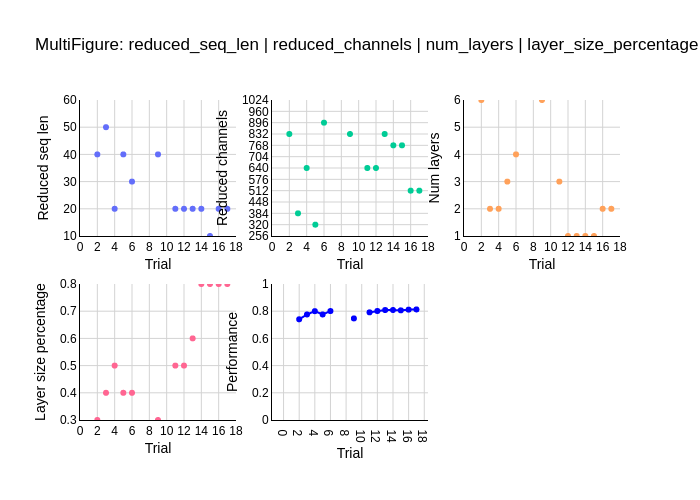 MultiFigure: reduced_seq_len | reduced_channels | num_layers | layer_size_percentage
Reduced seq len
60
50
40
30
20
10
0 2 4 6 8 10 12 14 16 18
Trial
Reduced channels
1024
960
896
832
768
704
640
576
512
448
384
320
256
0 2 4 6 8 10 12 14 16 18
Trial
Num layers
6
5
4
3
2
1
0 2 4 6 8 10 12 14 16 18
Trial
Layer size percentage
0.8
0.7
0.6
0.5
0.4
0.3
0 2 4 6 8 10 12 14 16 18
Trial
Performance
1
0.8
0.6
0.4
0.2
0
0 2 4 6 8 10 12 14 16 18
Trial